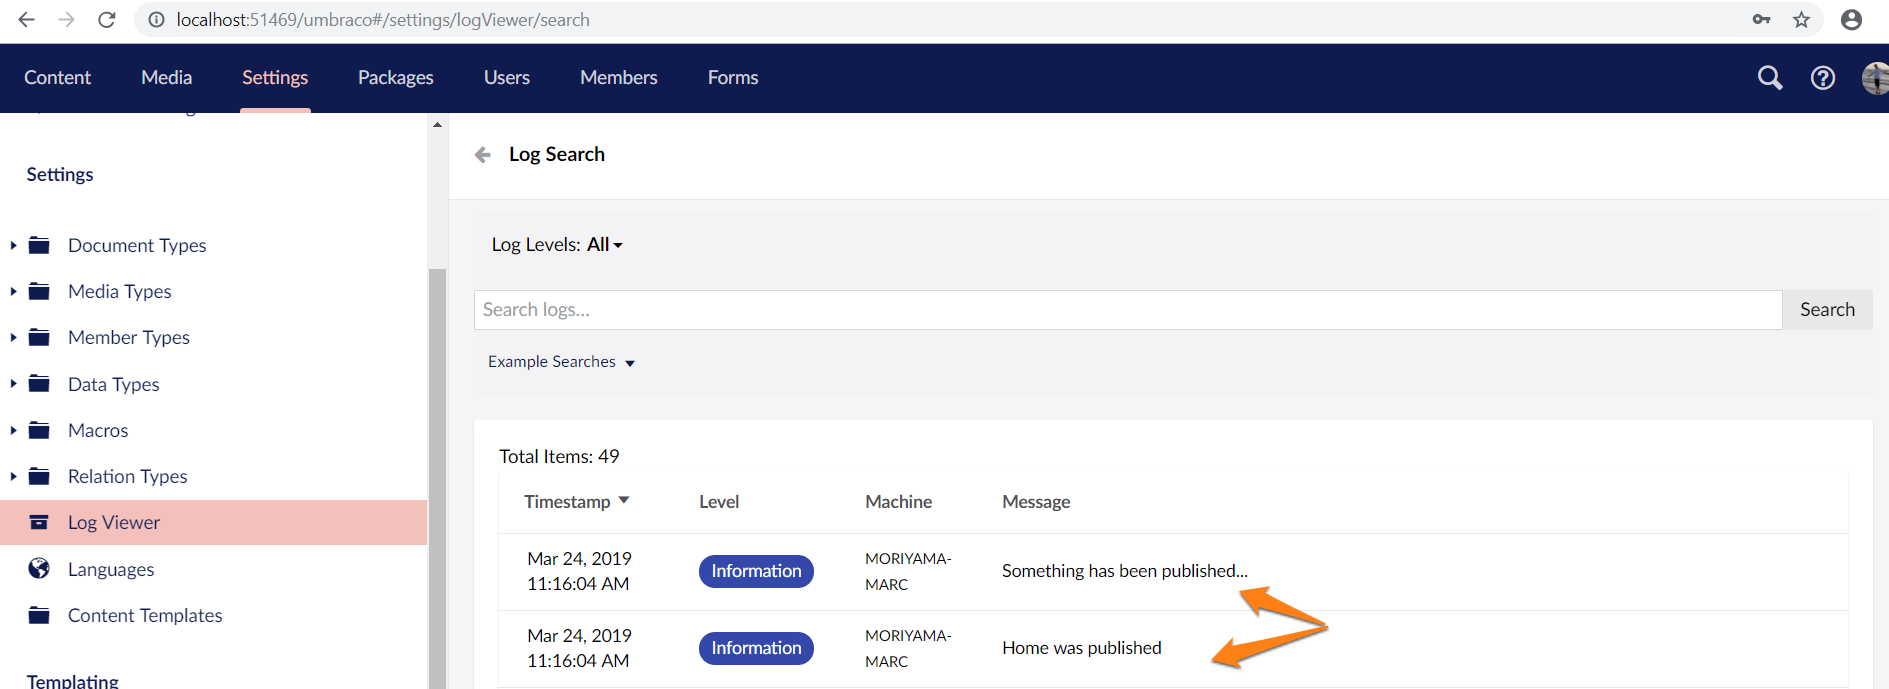 localhost:51469/umbraco#/settings/logViewer/search
Content Media Settings Packages Users Members Forms
Settings
Document Types
Media Types
Member Types
Data Types
Macros
Relation Types
Log Viewer
Languages
Content Templates
Templating
Log Search
Log Levels: All
Search logs... Search
Example Searches
Total Items: 49
Timestamp Level Machine Message
Mar 24, 2019
11:16:04 AM
Information
MORIYAMA-
MARC
Something has been published...
Mar 24, 2019
11:16:04 AM
Information
MORIYAMA-
MARC
Home was published